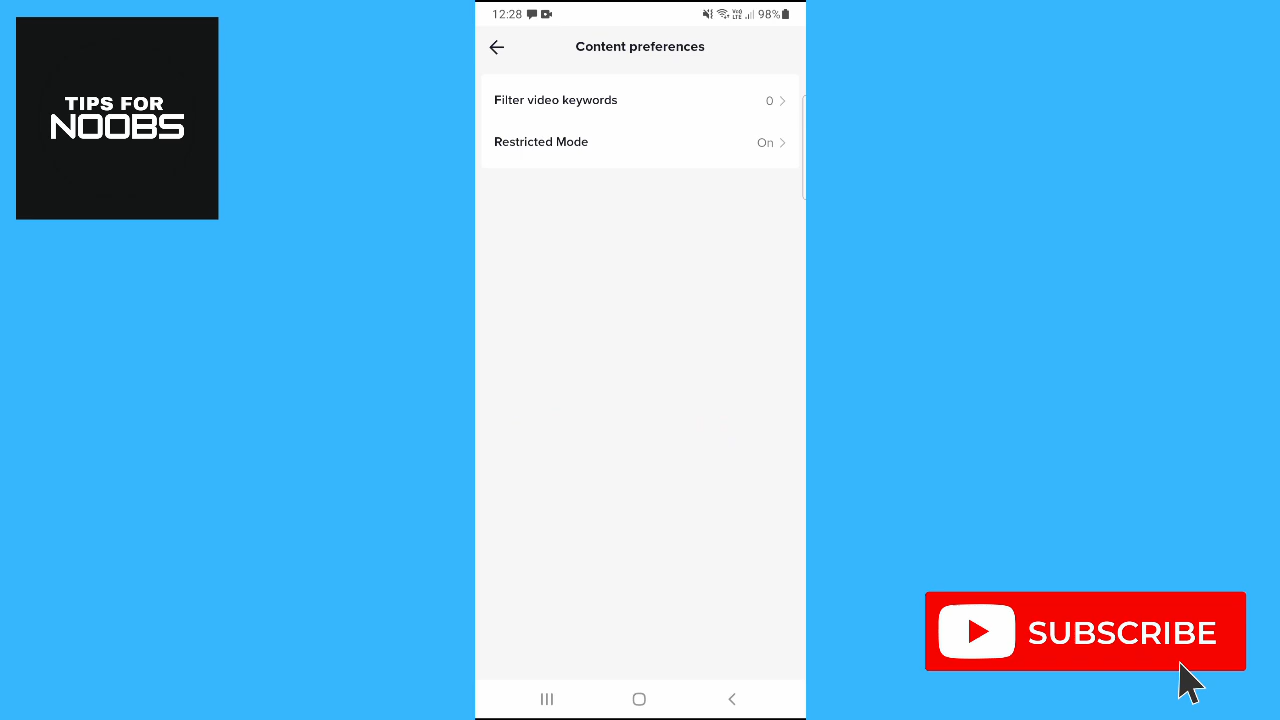 TIPS FOR
NOOBS
12:28
98%
Content preferences
Filter video keywords 0
Restricted Mode On
SUBSCRIBE